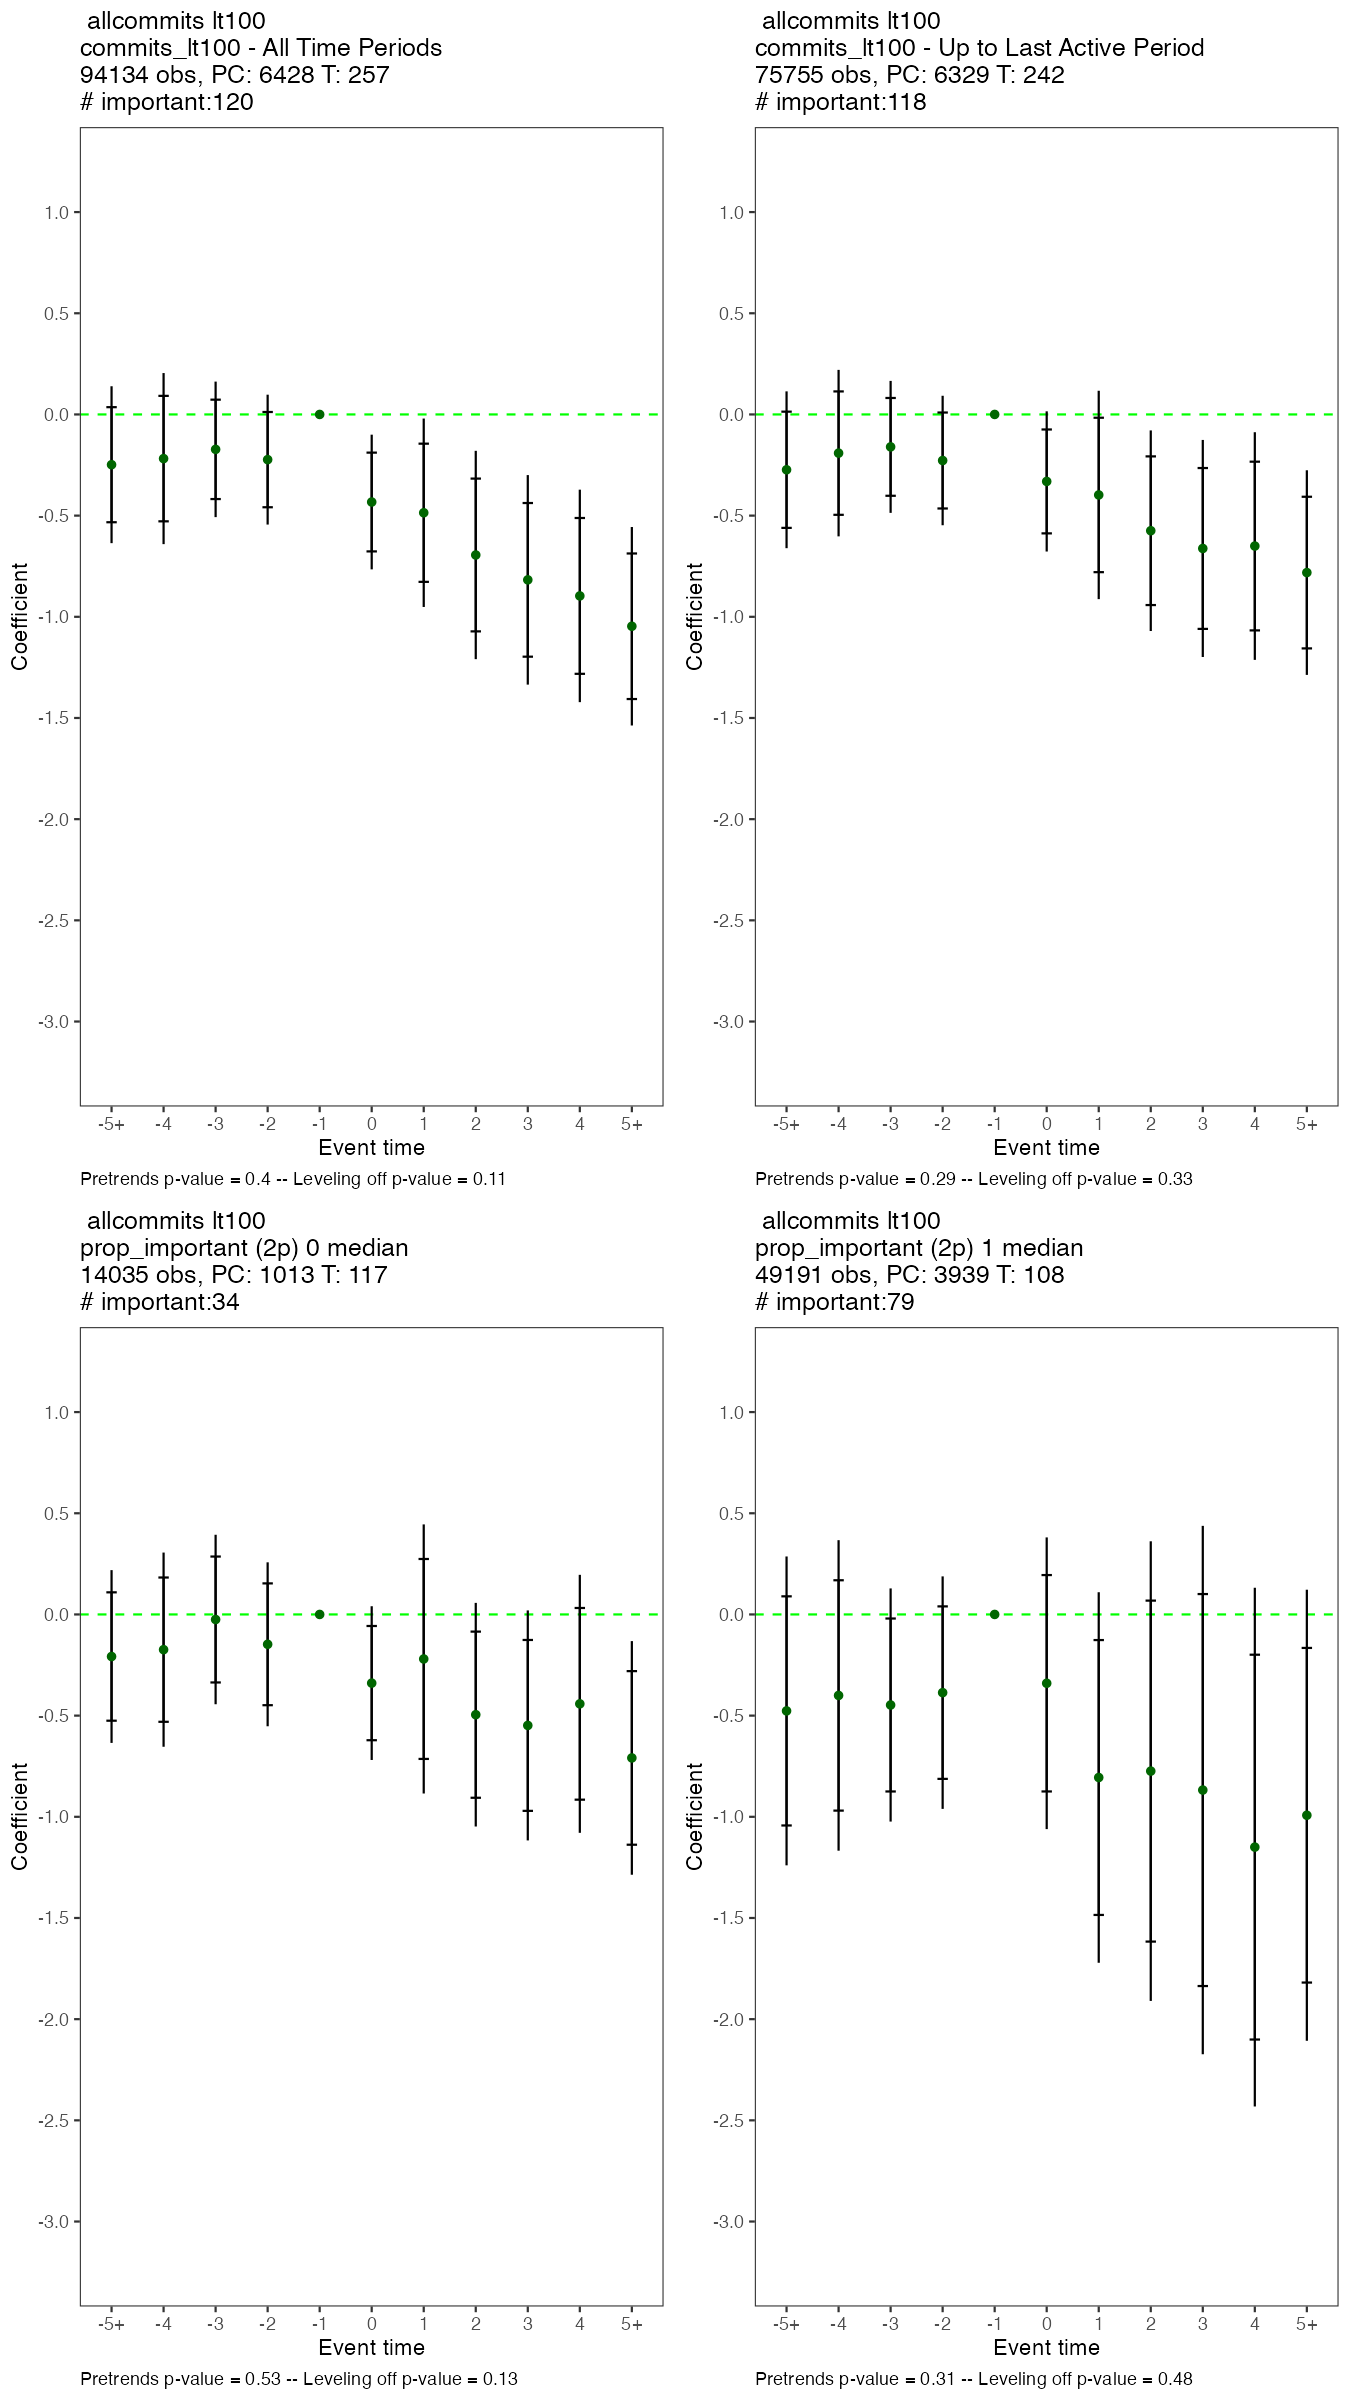 allcommits lt100
commits_lt100 - All Time Periods
94134 obs, PC: 6428 T: 257
# important:120
1.0
0.5
0.0
-0.5
-1.0
-1.5
-2.0
-2.5
-3.0
Coefficient
-5+ -4 -3 -2 -1 0 1 2 3 4 5+
Event time
Pretrends p-value = 0.4 -- Leveling off p-value = 0.11
allcommits lt100
commits_lt100 - Up to Last Active Period
75755 obs, PC: 6329 T: 242
# important:118
1.0
0.5
0.0
-0.5
-1.0
-1.5
-2.0
-2.5
-3.0
Coefficient
-5+ -4 -3 -2 -1 0 1 2 3 4 5+
Event time
Pretrends p-value = 0.29 -- Leveling off p-value = 0.33
allcommits lt100
prop_important (2p) 0 median
14035 obs, PC: 1013 T: 117
# important:34
1.0
0.5
0.0
-0.5
-1.0
-1.5
-2.0
-2.5
-3.0
Coefficient
-5+ -4 -3 -2 -1 0 1 2 3 4 5+
Event time
Pretrends p-value = 0.53 -- Leveling off p-value = 0.13
allcommits lt100
prop_important (2p) 1 median
49191 obs, PC: 3939 T: 108
# important:79
1.0
0.5
0.0
-0.5
-1.0
-1.5
-2.0
-2.5
-3.0
Coefficient
-5+ -4 -3 -2 -1 0 1 2 3 4 5+
Event time
Pretrends p-value = 0.31 -- Leveling off p-value = 0.48